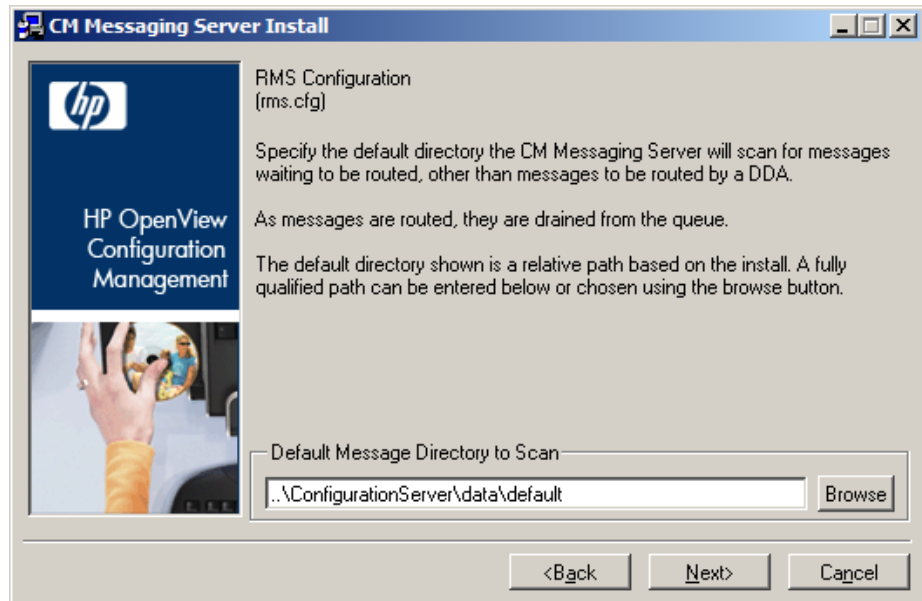 CM Messaging Server Install
hp
HP OpenView
Configuration
Management
RMS Configuration
(rms.cfg)
Specify the default directory the CM Messaging Server will scan for messages
waiting to be routed, other than messages to be routed by a DDA.
As messages are routed, they are drained from the queue.
The default directory shown is a relative path based on the install. A fully
qualified path can be entered below or chosen using the browse button.
Default Message Directory to Scan
..\ConfigurationServer\data\default
Browse
<Back
Next>
Cancel